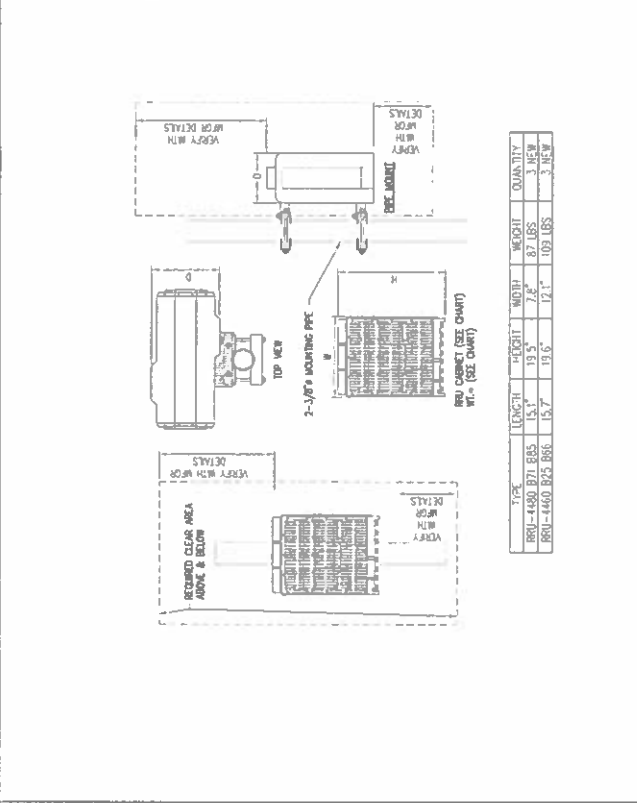 REQUIRED CLEAR AREA
ABOVE & BELOW
VERIFY WITH MFGR
DETAILS
VERIFY
WITH
MFGR
DETAILS
TOP VIEW
D
2-3/8"ø MOUNTING PIPE
W
H
RRU CABINET (SEE CHART)
WT.= (SEE CHART)
VERIFY WITH
MFGR DETAILS
VERIFY
WITH
MFGR
DETAILS
D
PIPE MOUNT
TYPE LENGTH HEIGHT WIDTH WEIGHT QUANTITY
RRU-4480 B71 B85 15.1" 19.5" 7.8" 87 LBS 3 NEW
RRU-4460 B25 B66 15.7" 19.6" 12.1" 109 LBS 3 NEW